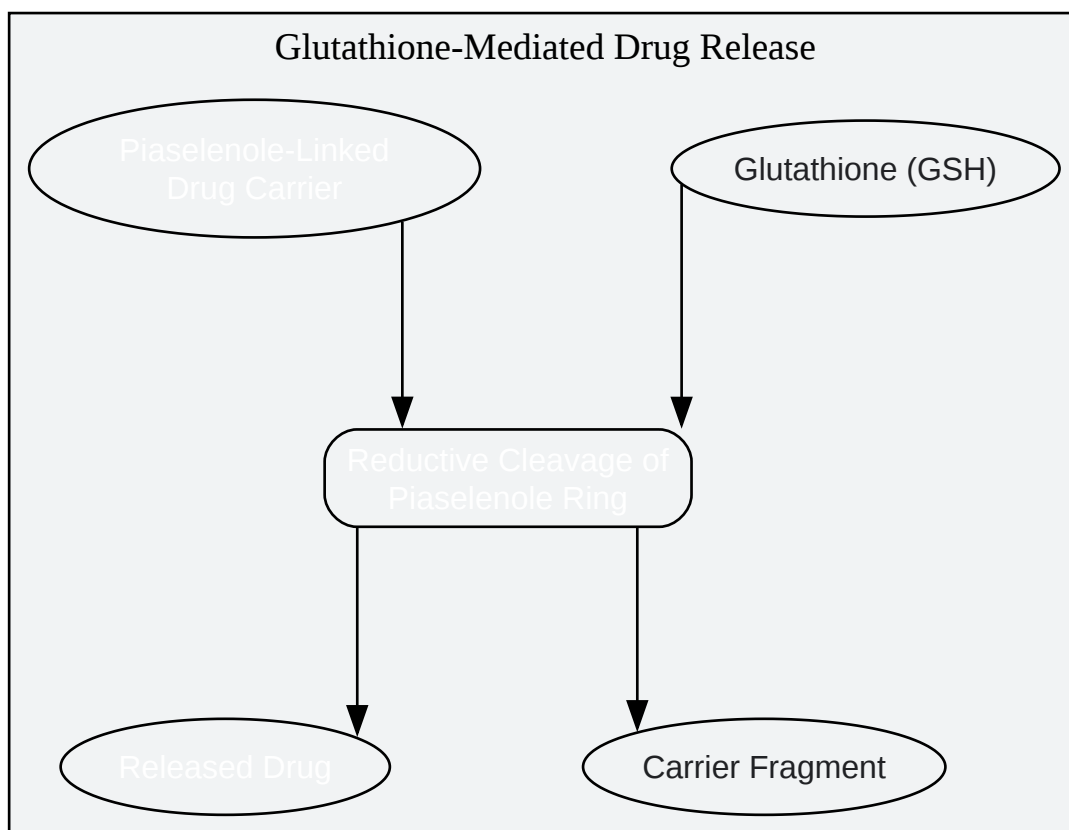 Glutathione-Mediated Drug Release
Piaselenole-Linked
Drug Carrier
Glutathione (GSH)
Reductive Cleavage of
Piaselenole Ring
Released Drug
Carrier Fragment